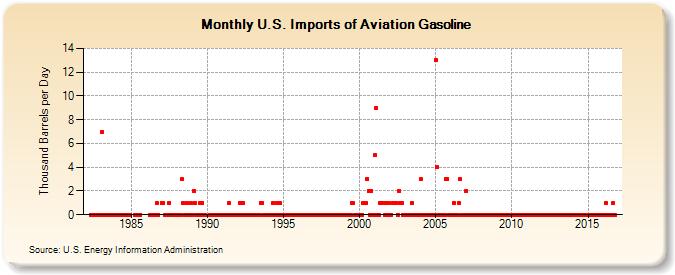 Monthly U.S. Imports of Aviation Gasoline
Thousand Barrels per Day
14
12
10
8
6
4
2
0
1985 1990 1995 2000 2005 2010 2015
Source: U.S. Energy Information Administration